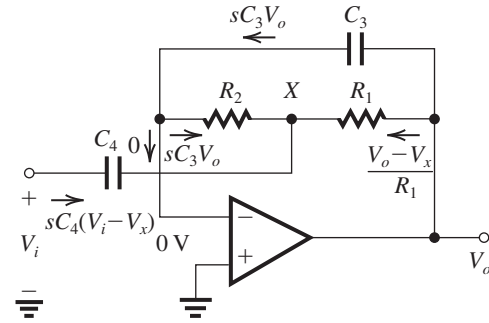 sC₃Vₒ
C₃
R₂
X
R₁
C₄
0
sC₃Vₒ
Vₒ−Vₓ
R₁
+
sC₄(Vᵢ−Vₓ)
0 V
−
Vᵢ
+
Vₒ
−